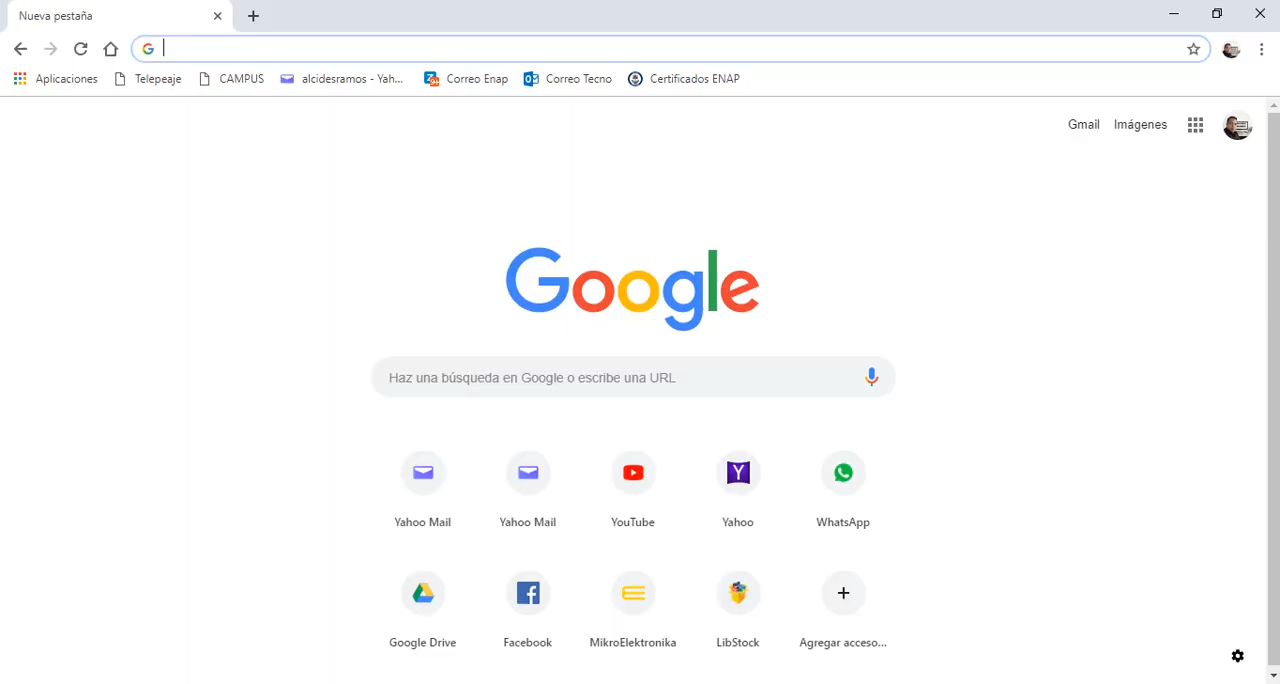 Nueva pestaña
Aplicaciones Telepeaje CAMPUS alcidesramos - Yah... Correo Enap Correo Tecno Certificados ENAP
Gmail Imágenes
Google
Haz una búsqueda en Google o escribe una URL
Yahoo Mail Yahoo Mail YouTube Yahoo WhatsApp
Google Drive Facebook MikroElektronika LibStock Agregar acceso...